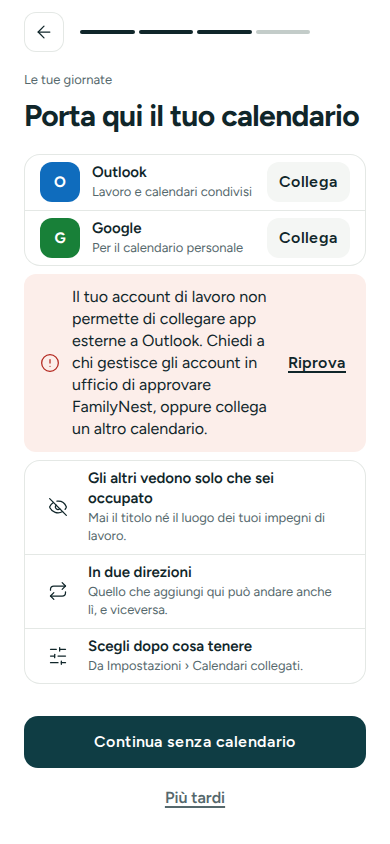 Le tue giornate
Porta qui il tuo calendario
O
Outlook
Lavoro e calendari condivisi
Collega
G
Google
Per il calendario personale
Collega
Il tuo account di lavoro non
permette di collegare app
esterne a Outlook. Chiedi a
chi gestisce gli account in
ufficio di approvare
FamilyNest, oppure collega
un altro calendario.
Riprova
Gli altri vedono solo che sei
occupato
Mai il titolo né il luogo dei tuoi impegni di
lavoro.
In due direzioni
Quello che aggiungi qui può andare anche
lì, e viceversa.
Scegli dopo cosa tenere
Da Impostazioni › Calendari collegati.
Continua senza calendario
Più tardi